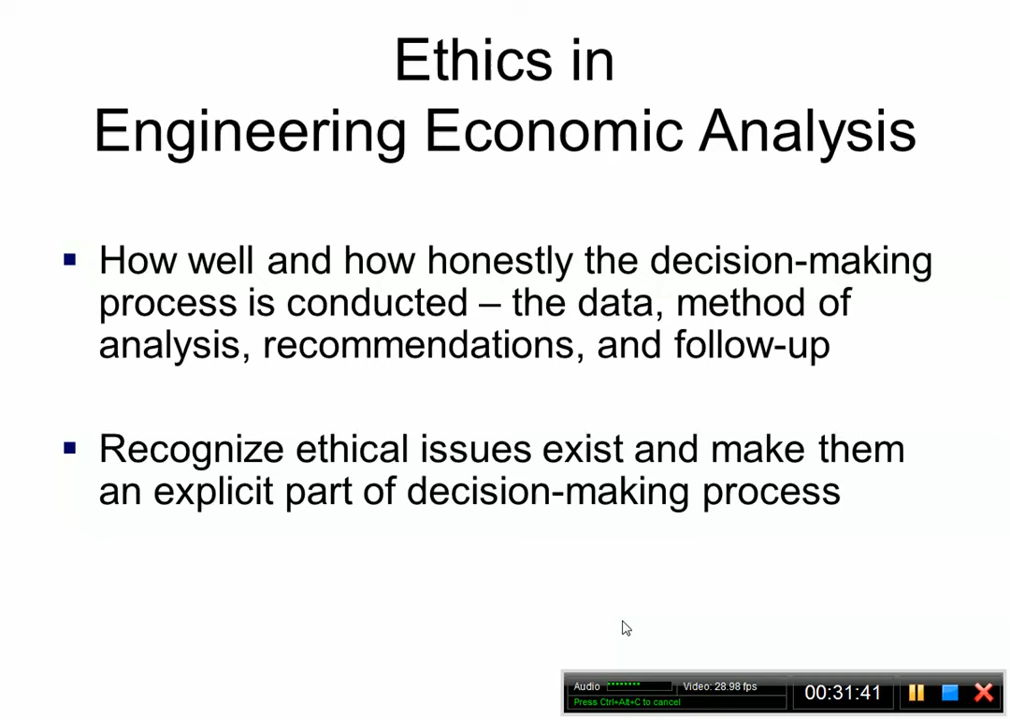 Ethics in
Engineering Economic Analysis
How well and how honestly the decision-making
process is conducted – the data, method of
analysis, recommendations, and follow-up
Recognize ethical issues exist and make them
an explicit part of decision-making process
Audio Video: 28.98 fps
Press Ctrl+Alt+C to cancel
00:31:41